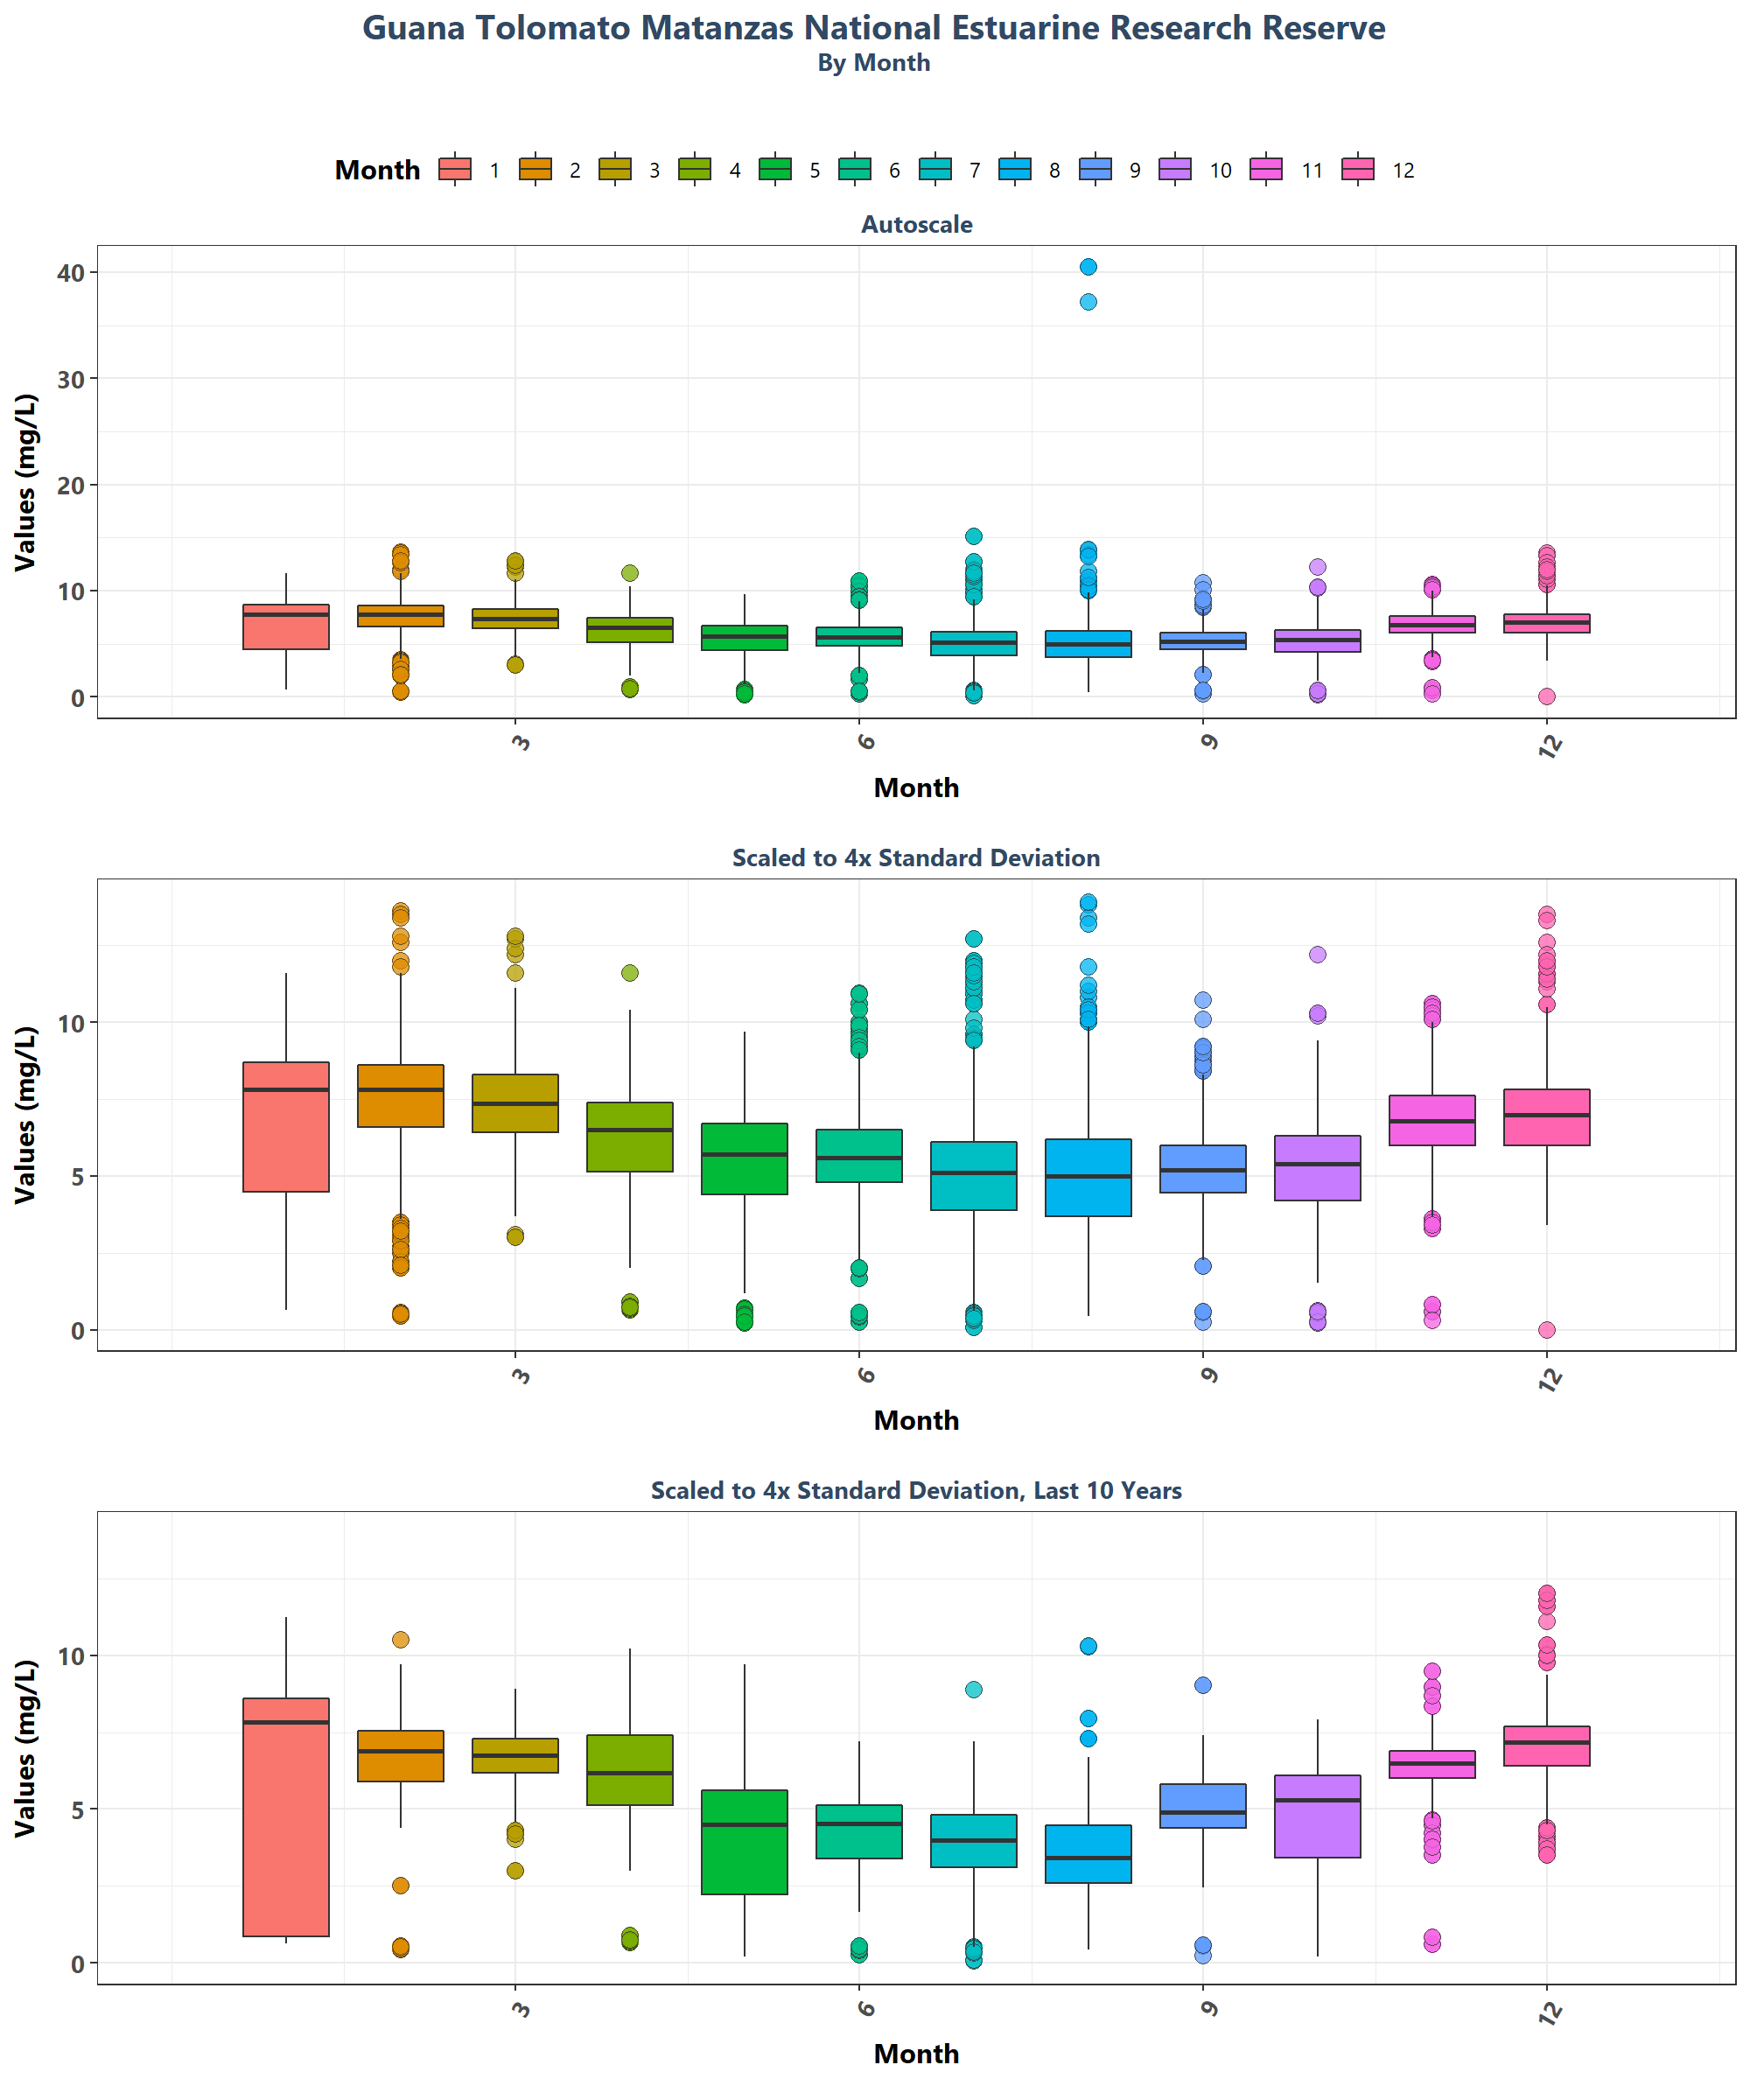 Guana Tolomato Matanzas National Estuarine Research Reserve
By Month
Month 1 2 3 4 5 6 7 8 9 10 11 12
Autoscale
Values (mg/L)
40
30
20
10
0
3 6 9 12
Month
Scaled to 4x Standard Deviation
Values (mg/L)
10
5
0
3 6 9 12
Month
Scaled to 4x Standard Deviation, Last 10 Years
Values (mg/L)
10
5
0
3 6 9 12
Month